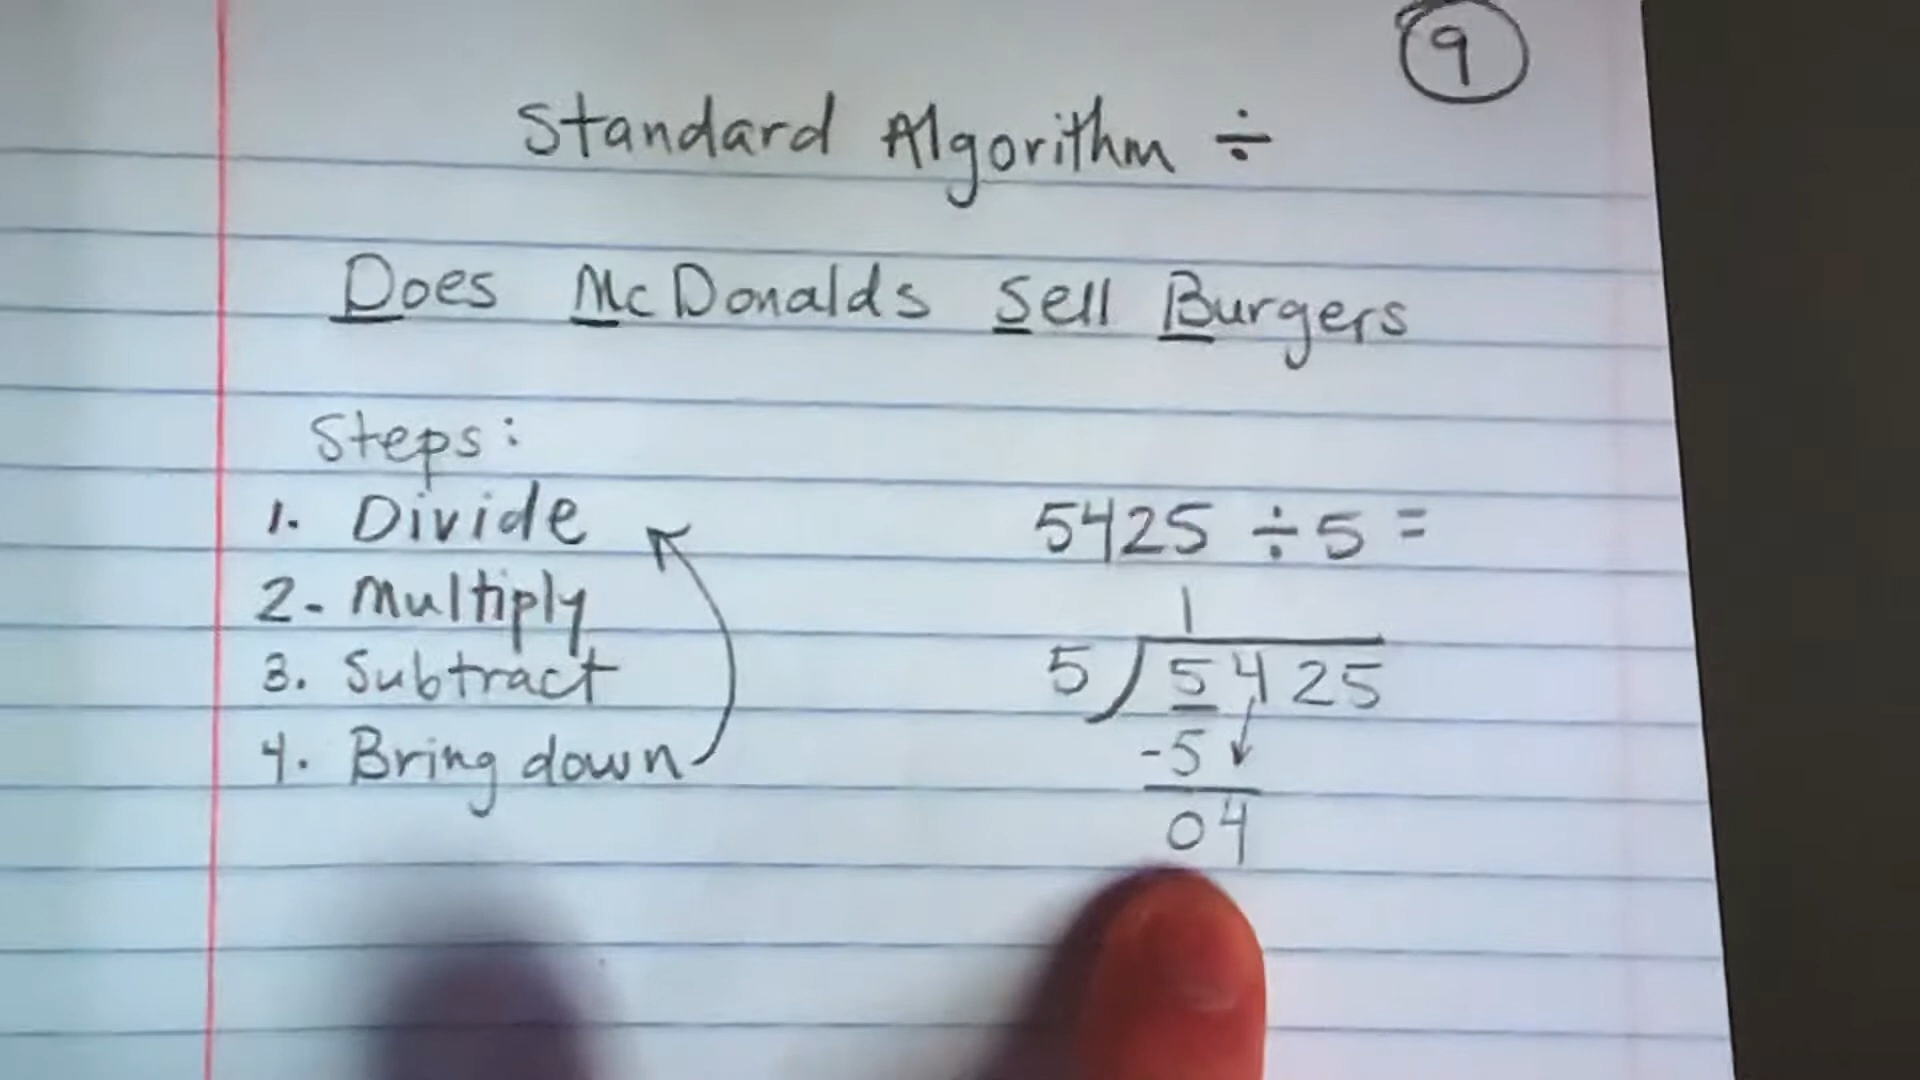 9
Standard Algorithm ÷
Does McDonalds Sell Burgers
Steps:
1. Divide
2. Multiply
3. Subtract
4. Bring down
5425 ÷ 5 =
1
5 ) 5425
-5
04